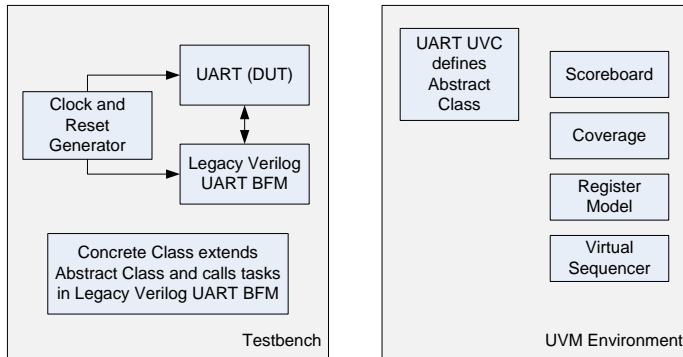 UART (DUT)
Clock and
Reset
Generator
Legacy Verilog
UART BFM
Concrete Class extends
Abstract Class and calls tasks
in Legacy Verilog UART BFM
Testbench
UART UVC
defines
Abstract
Class
Scoreboard
Coverage
Register
Model
Virtual
Sequencer
UVM Environment